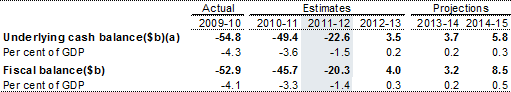 Actual Estimates Projections
2009-10 2010-11 2011-12 2012-13 2013-14 2014-15
Underlying cash balance($b)(a) -54.8 -49.4 -22.6 3.5 3.7 5.8
Per cent of GDP -4.3 -3.6 -1.5 0.2 0.2 0.3
Fiscal balance($b) -52.9 -45.7 -20.3 4.0 3.2 8.5
Per cent of GDP -4.1 -3.3 -1.4 0.3 0.2 0.5